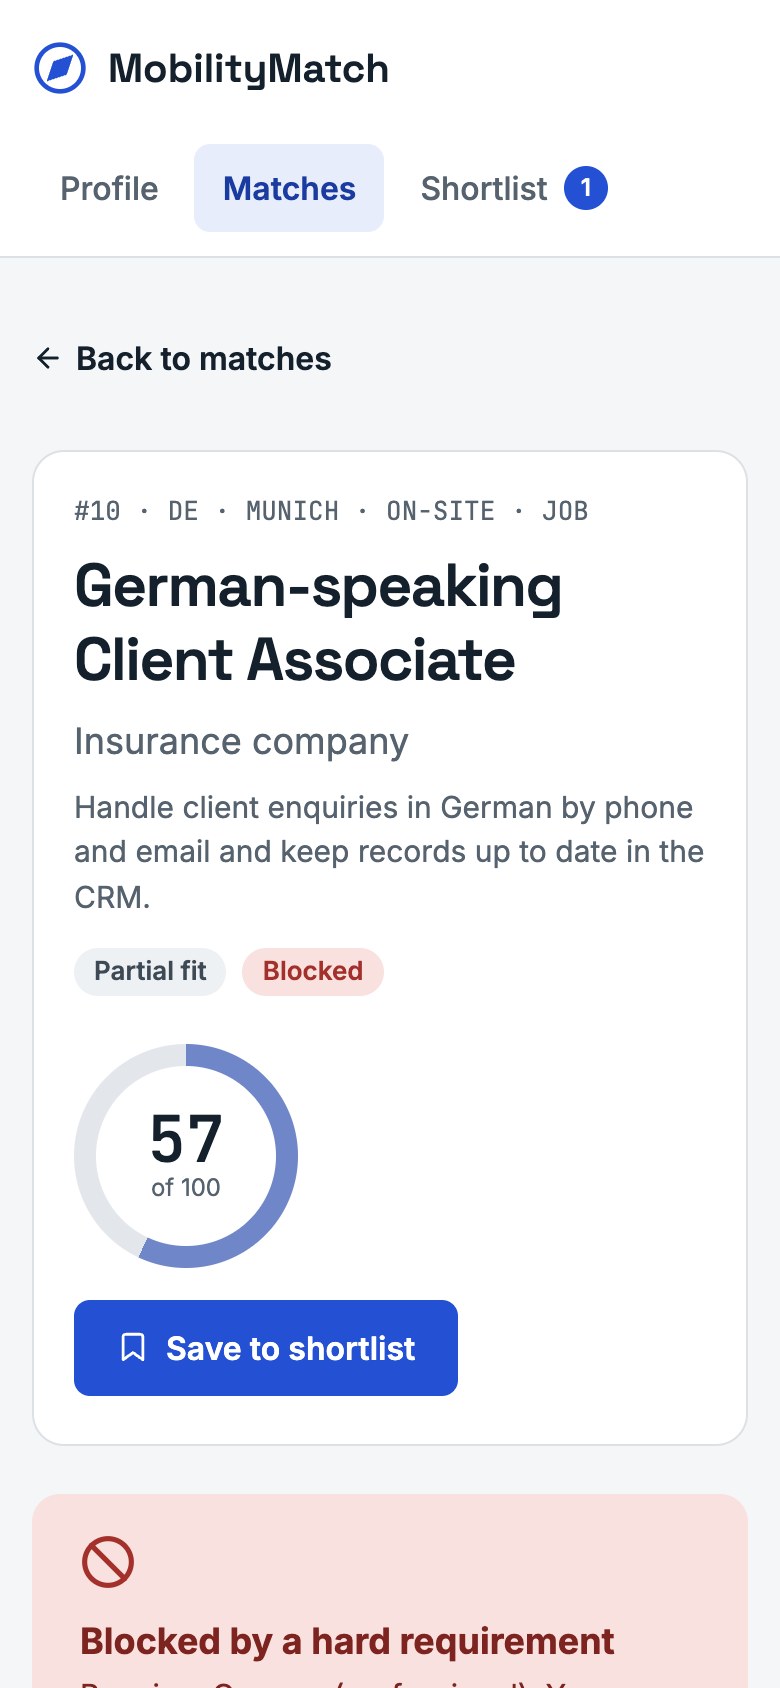 MobilityMatch
Profile
Matches
Shortlist 1
Back to matches
#10 · DE · MUNICH · ON-SITE · JOB
German-speaking
Client Associate
Insurance company
Handle client enquiries in German by phone
and email and keep records up to date in the
CRM.
Partial fit
Blocked
57
of 100
Save to shortlist
Blocked by a hard requirement